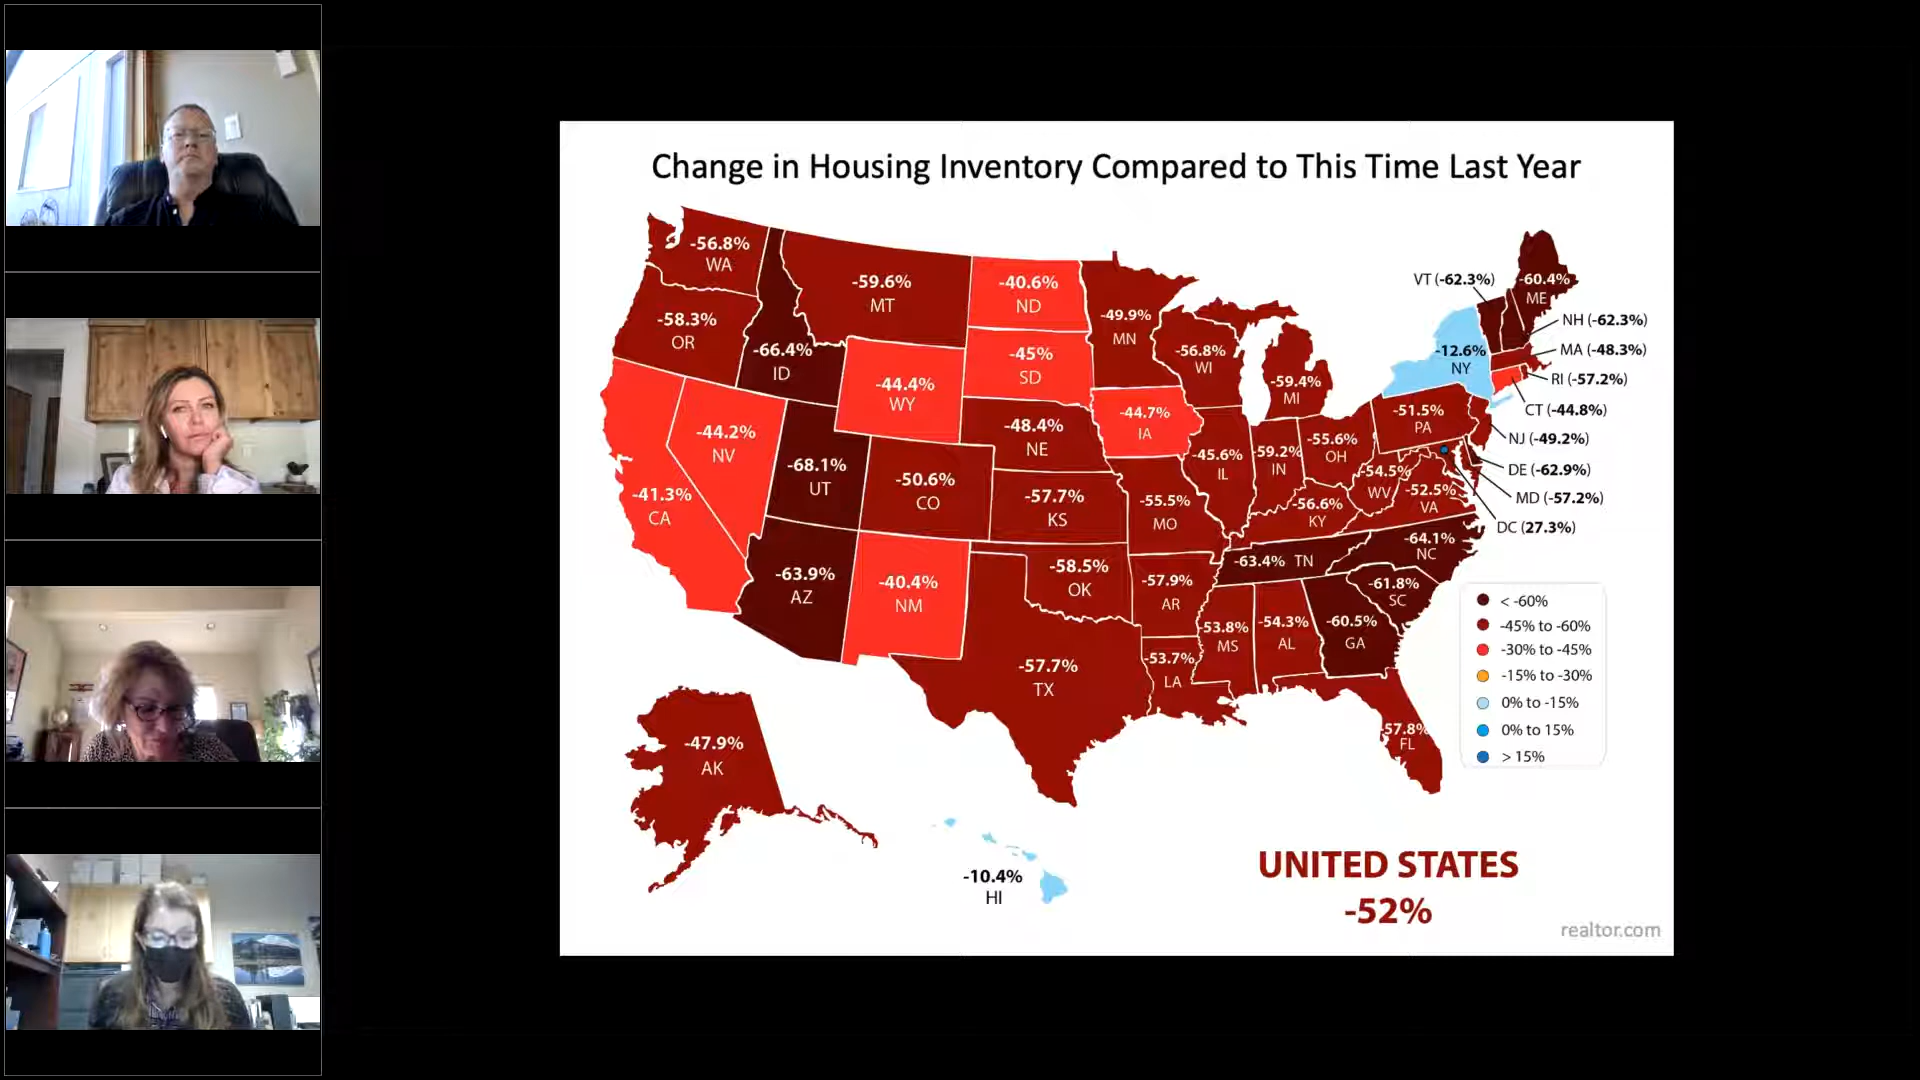 Change in Housing Inventory Compared to This Time Last Year
-56.8%
WA
-58.3%
OR
-66.4%
ID
-59.6%
MT
-40.6%
ND
-45%
SD
-44.4%
WY
-49.9%
MN
-56.8%
WI
-59.4%
MI
-44.7%
IA
-48.4%
NE
-44.2%
NV
-41.3%
CA
-68.1%
UT
-50.6%
CO
-57.7%
KS
-55.5%
MO
-45.6%
IL
-59.2%
IN
-55.6%
OH
-51.5%
PA
-12.6%
NY
VT (-62.3%)
-60.4%
ME
NH (-62.3%)
MA (-48.3%)
RI (-57.2%)
CT (-44.8%)
NJ (-49.2%)
DE (-62.9%)
MD (-57.2%)
DC (27.3%)
-54.5%
WV
-52.5%
VA
-56.6%
KY
-64.1%
NC
-63.4% TN
-61.8%
SC
-63.9%
AZ
-40.4%
NM
-58.5%
OK
-57.9%
AR
-53.8%
MS
-54.3%
AL
-60.5%
GA
-57.7%
TX
-53.7%
LA
-57.8%
FL
-47.9%
AK
-10.4%
HI
< -60%
-45% to -60%
-30% to -45%
-15% to -30%
0% to -15%
0% to 15%
> 15%
UNITED STATES
-52%
realtor.com